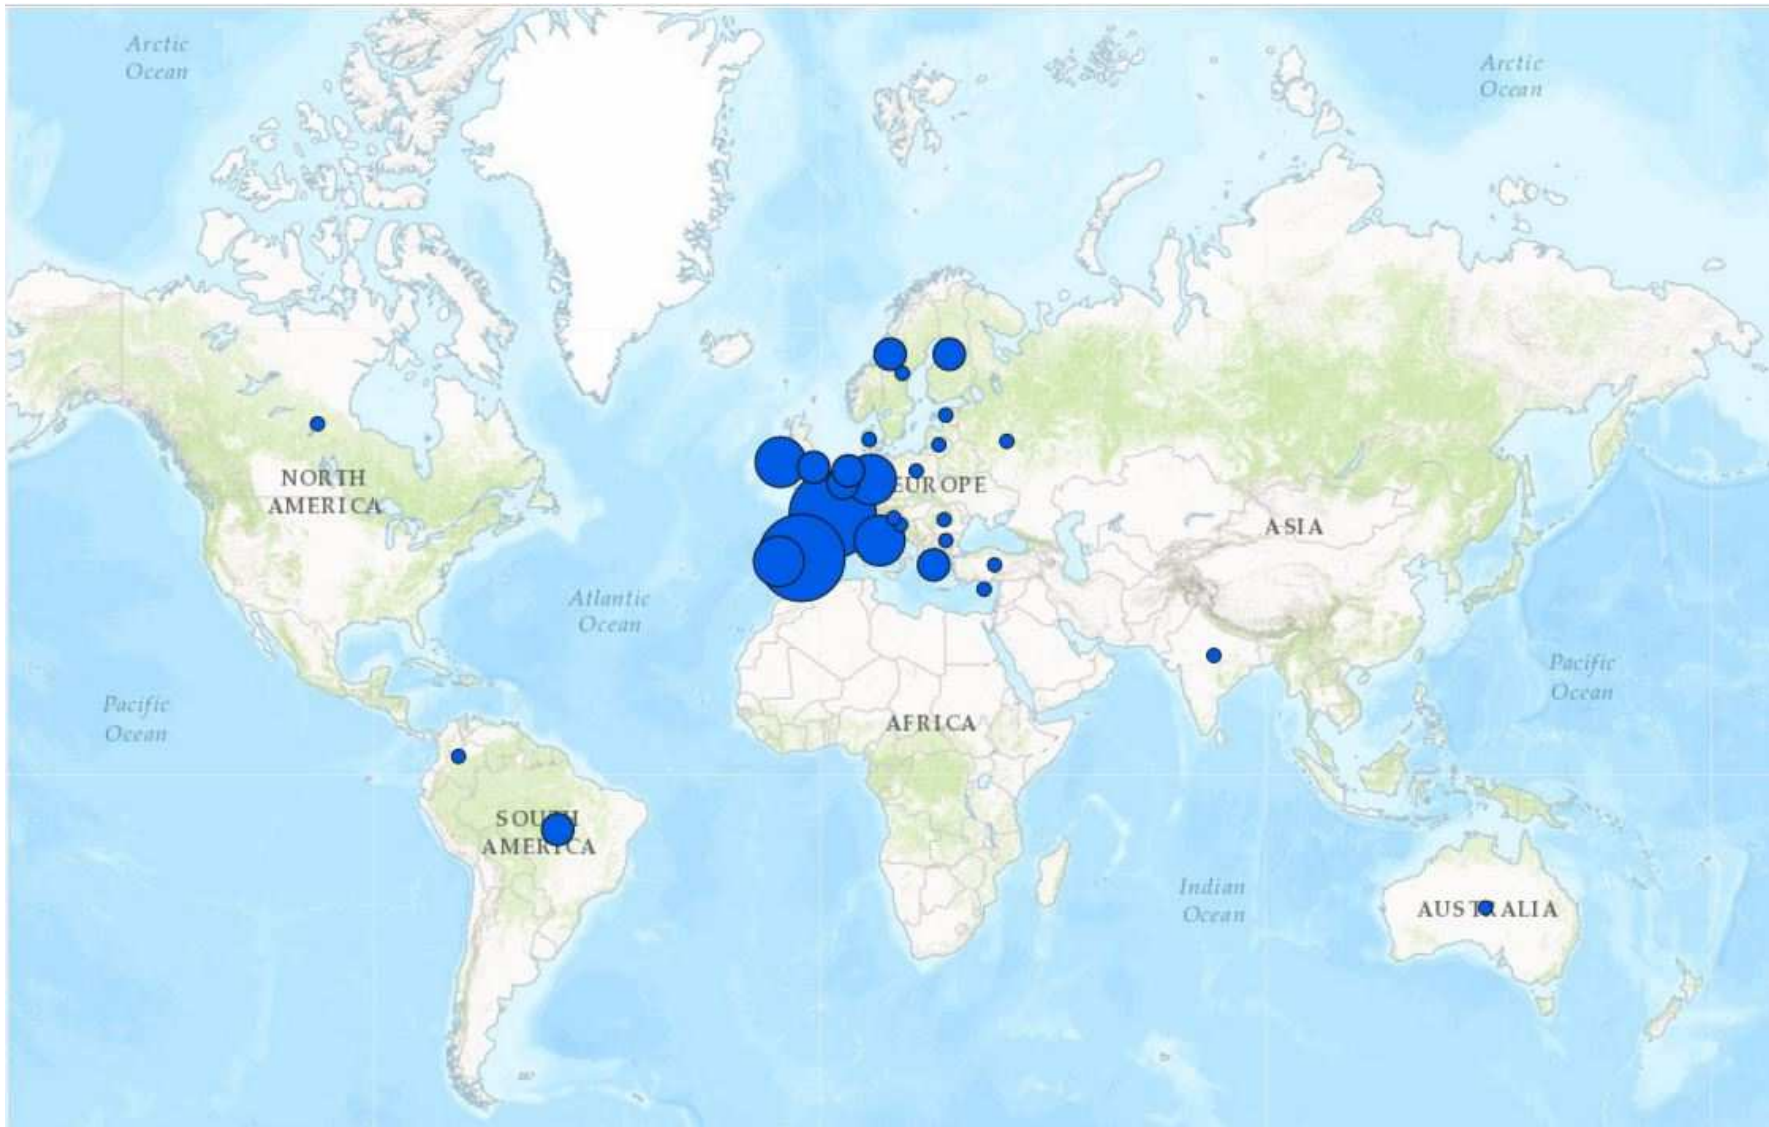 Arctic
Ocean
Arctic
Ocean
NORTH
AMERICA
EUROPE
ASIA
Atlantic
Ocean
Pacific
Ocean
Pacific
Ocean
AFRICA
SOUTH
AMERICA
Indian
Ocean
AUSTRALIA